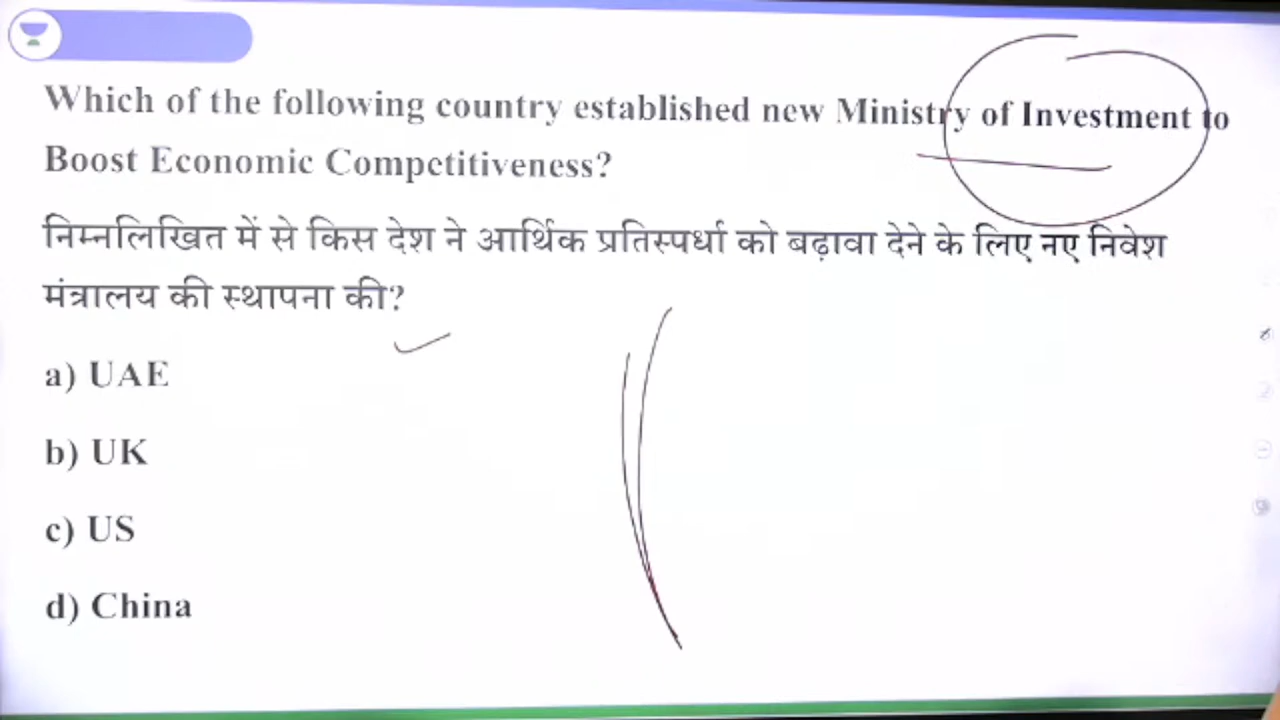 Which of the following country established new Ministry of Investment to
Boost Economic Competitiveness?
निम्नलिखित में से किस देश ने आर्थिक प्रतिस्पर्धा को बढ़ावा देने के लिए नए निवेश
मंत्रालय की स्थापना की?
a) UAE
b) UK
c) US
d) China